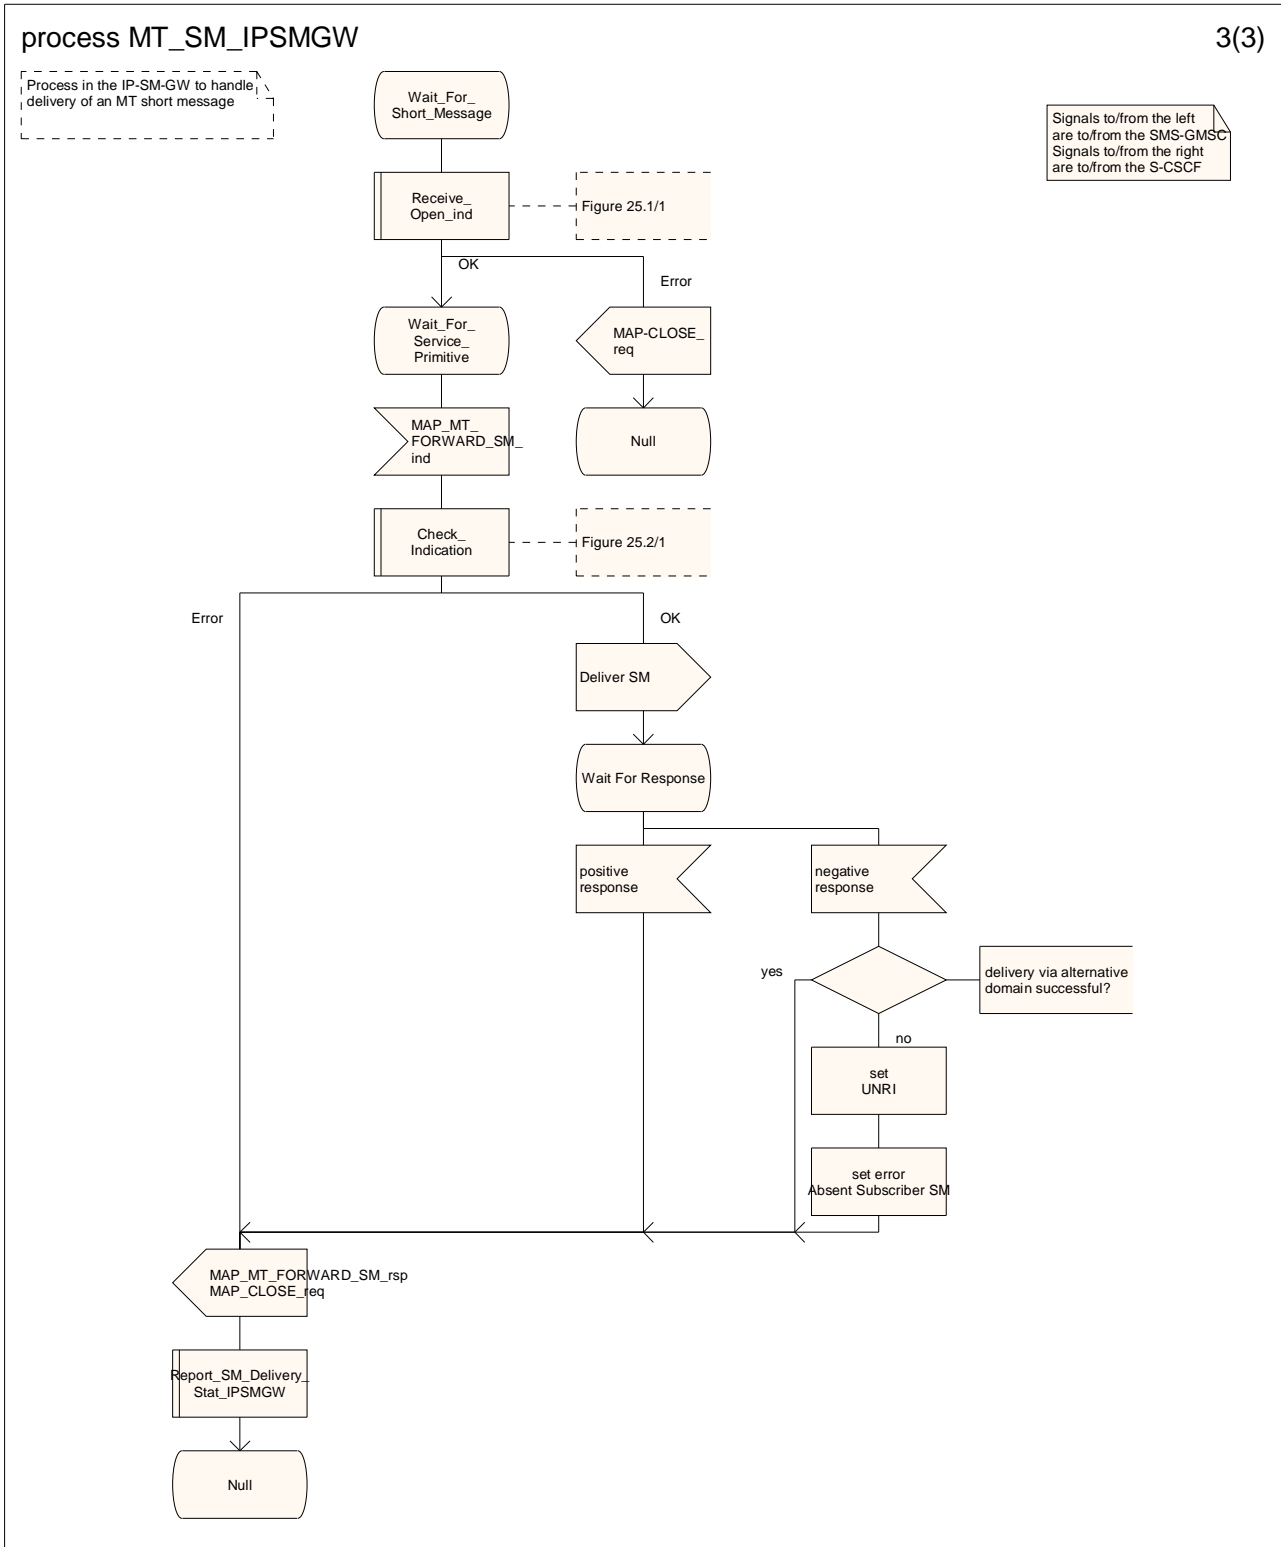 process MT_SM_IPSMGW
3(3)
Process in the IP-SM-GW to handle
delivery of an MT short message
Signals to/from the left
are to/from the SMS-GMSC
Signals to/from the right
are to/from the S-CSCF
Wait_For_
Short_Message
Receive_
Open_ind
Figure 25.1/1
OK
Error
Wait_For_
Service_
Primitive
MAP-CLOSE_
req
MAP_MT_
FORWARD_SM_
ind
Null
Check_
Indication
Figure 25.2/1
Error
OK
Deliver SM
Wait For Response
positive
response
negative
response
yes
delivery via alternative
domain successful?
no
set
UNRI
set error
Absent Subscriber SM
MAP_MT_FORWARD_SM_rsp
MAP_CLOSE_req
Report_SM_Delivery_
Stat_IPSMGW
Null